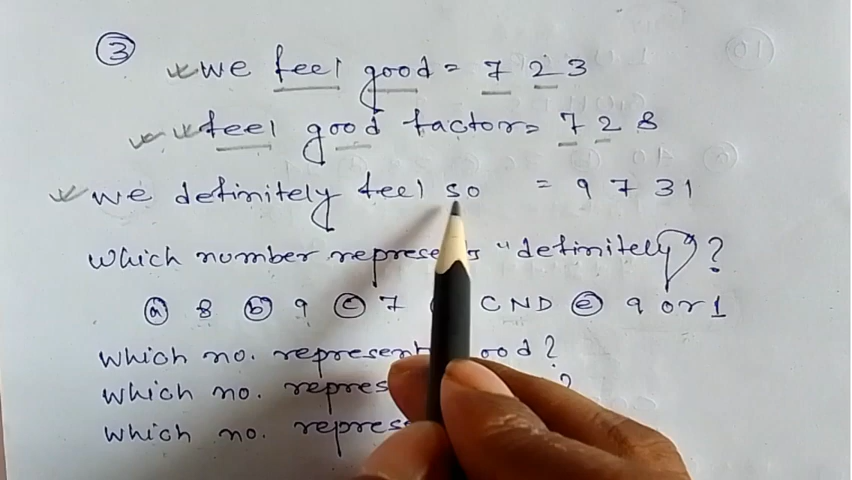 ③
we feel good = 7 2 3
feel good factor = 7 2 8
we definitely feel so = 9 7 3 1
Which number represents "definitely"?
ⓐ 8 ⓑ 9 ⓒ 7 CND ⓔ 9 or 1
Which no. represent ood?
Which no. repres ?
Which no. repres